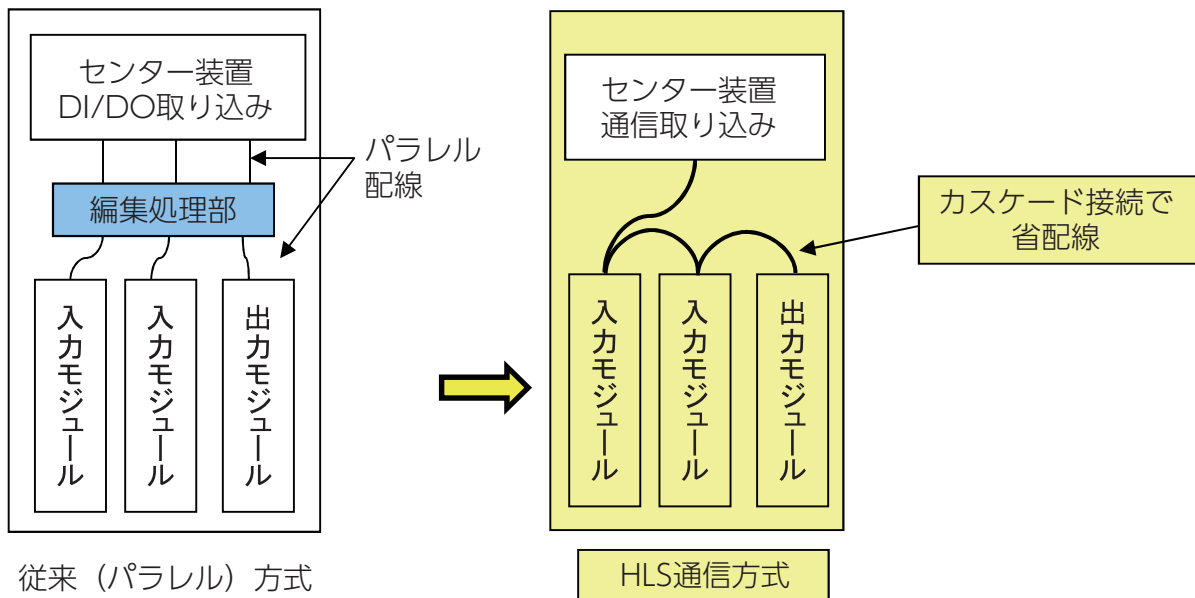 センター装置
DI/DO取り込み
パラレル
配線
編集処理部
入力モジュール
入力モジュール
出力モジュール
従来（パラレル）方式
センター装置
通信取り込み
カスケード接続で
省配線
入力モジュール
入力モジュール
出力モジュール
HLS通信方式